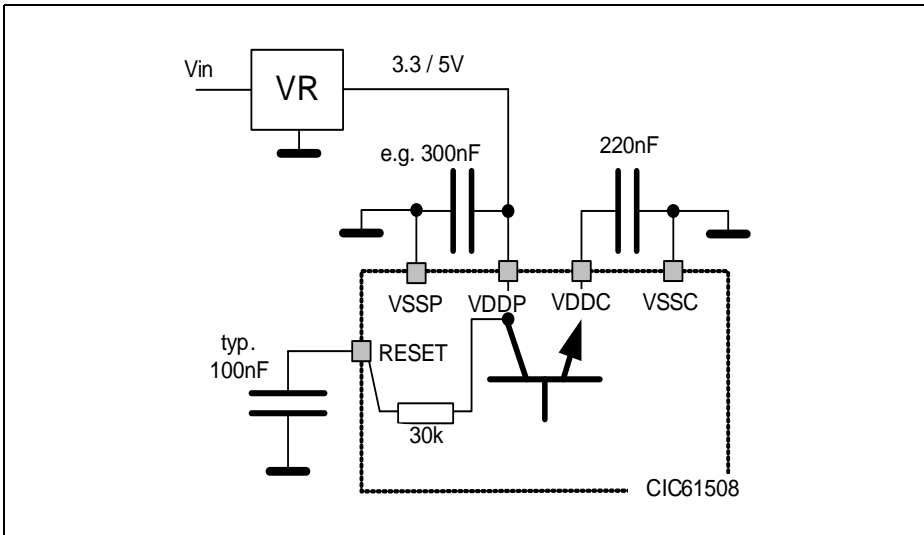 Vin
VR
3.3 / 5V
e.g. 300nF
220nF
VSSP
VDDP
VDDC
VSSC
typ.
100nF
RESET
30k
CIC61508